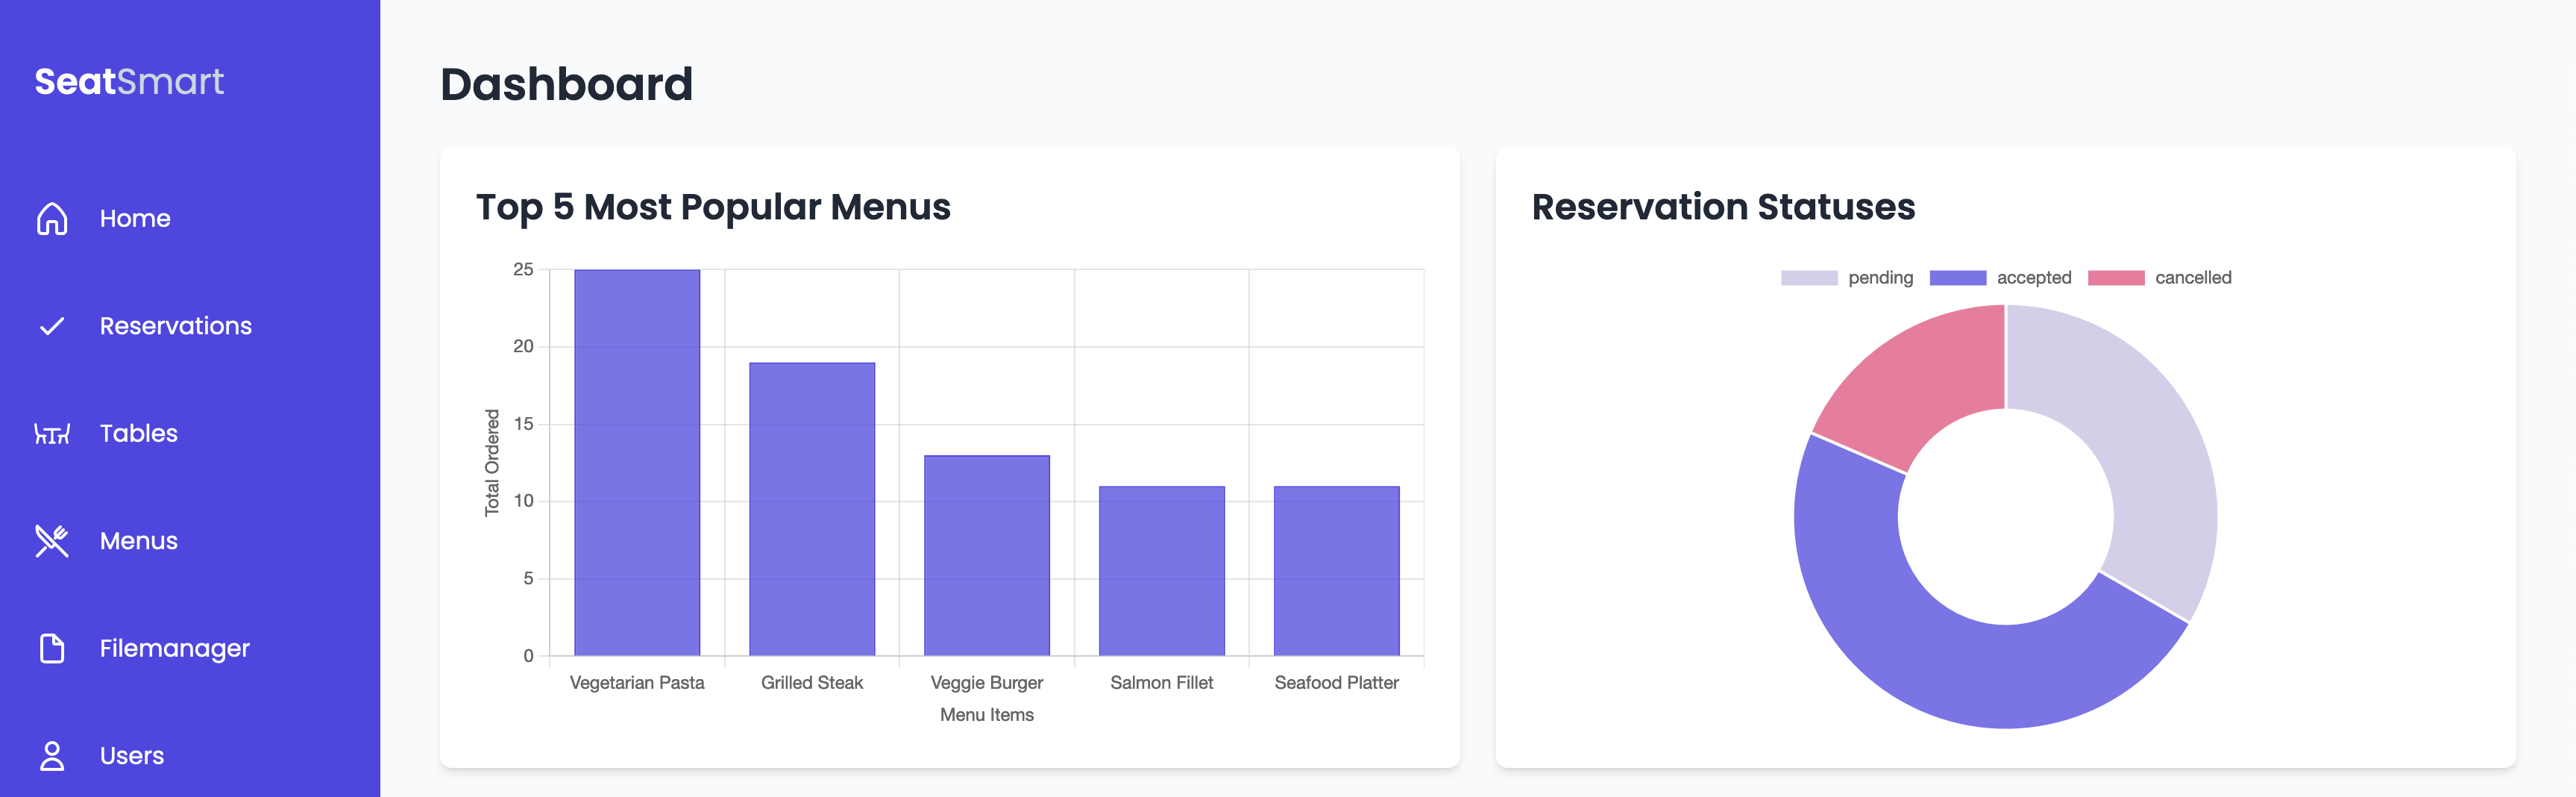 SeatSmart
Home
Reservations
Tables
Menus
Filemanager
Users
Dashboard
Top 5 Most Popular Menus
25
20
15
10
5
0
Total Ordered
Vegetarian Pasta
Grilled Steak
Veggie Burger
Salmon Fillet
Seafood Platter
Menu Items
Reservation Statuses
pending
accepted
cancelled